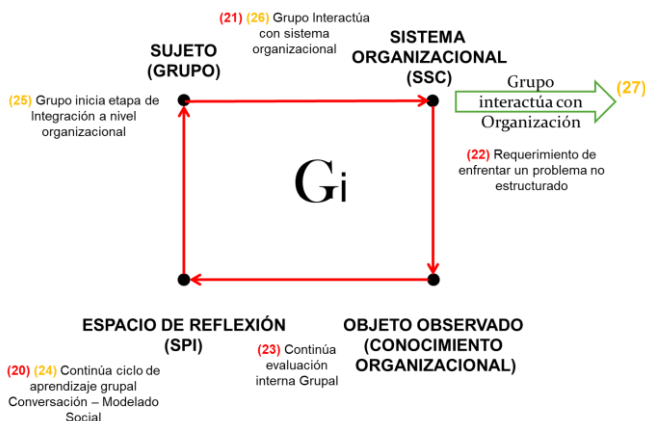 (21) (26) Grupo Interactúa
con sistema
organizacional
SUJETO
(GRUPO)
SISTEMA
ORGANIZACIONAL
(SSC)
(25) Grupo inicia etapa de
Integración a nivel
organizacional
Grupo
interactúa con
Organización
(27)
(22) Requerimiento de
enfrentar un problema no
estructurado
Gi
ESPACIO DE REFLEXIÓN
(SPI)
OBJETO OBSERVADO
(CONOCIMIENTO
ORGANIZACIONAL)
(23) Continúa
evaluación
interna Grupal
(20) (24) Continúa ciclo de
aprendizaje grupal
Conversación – Modelado
Social